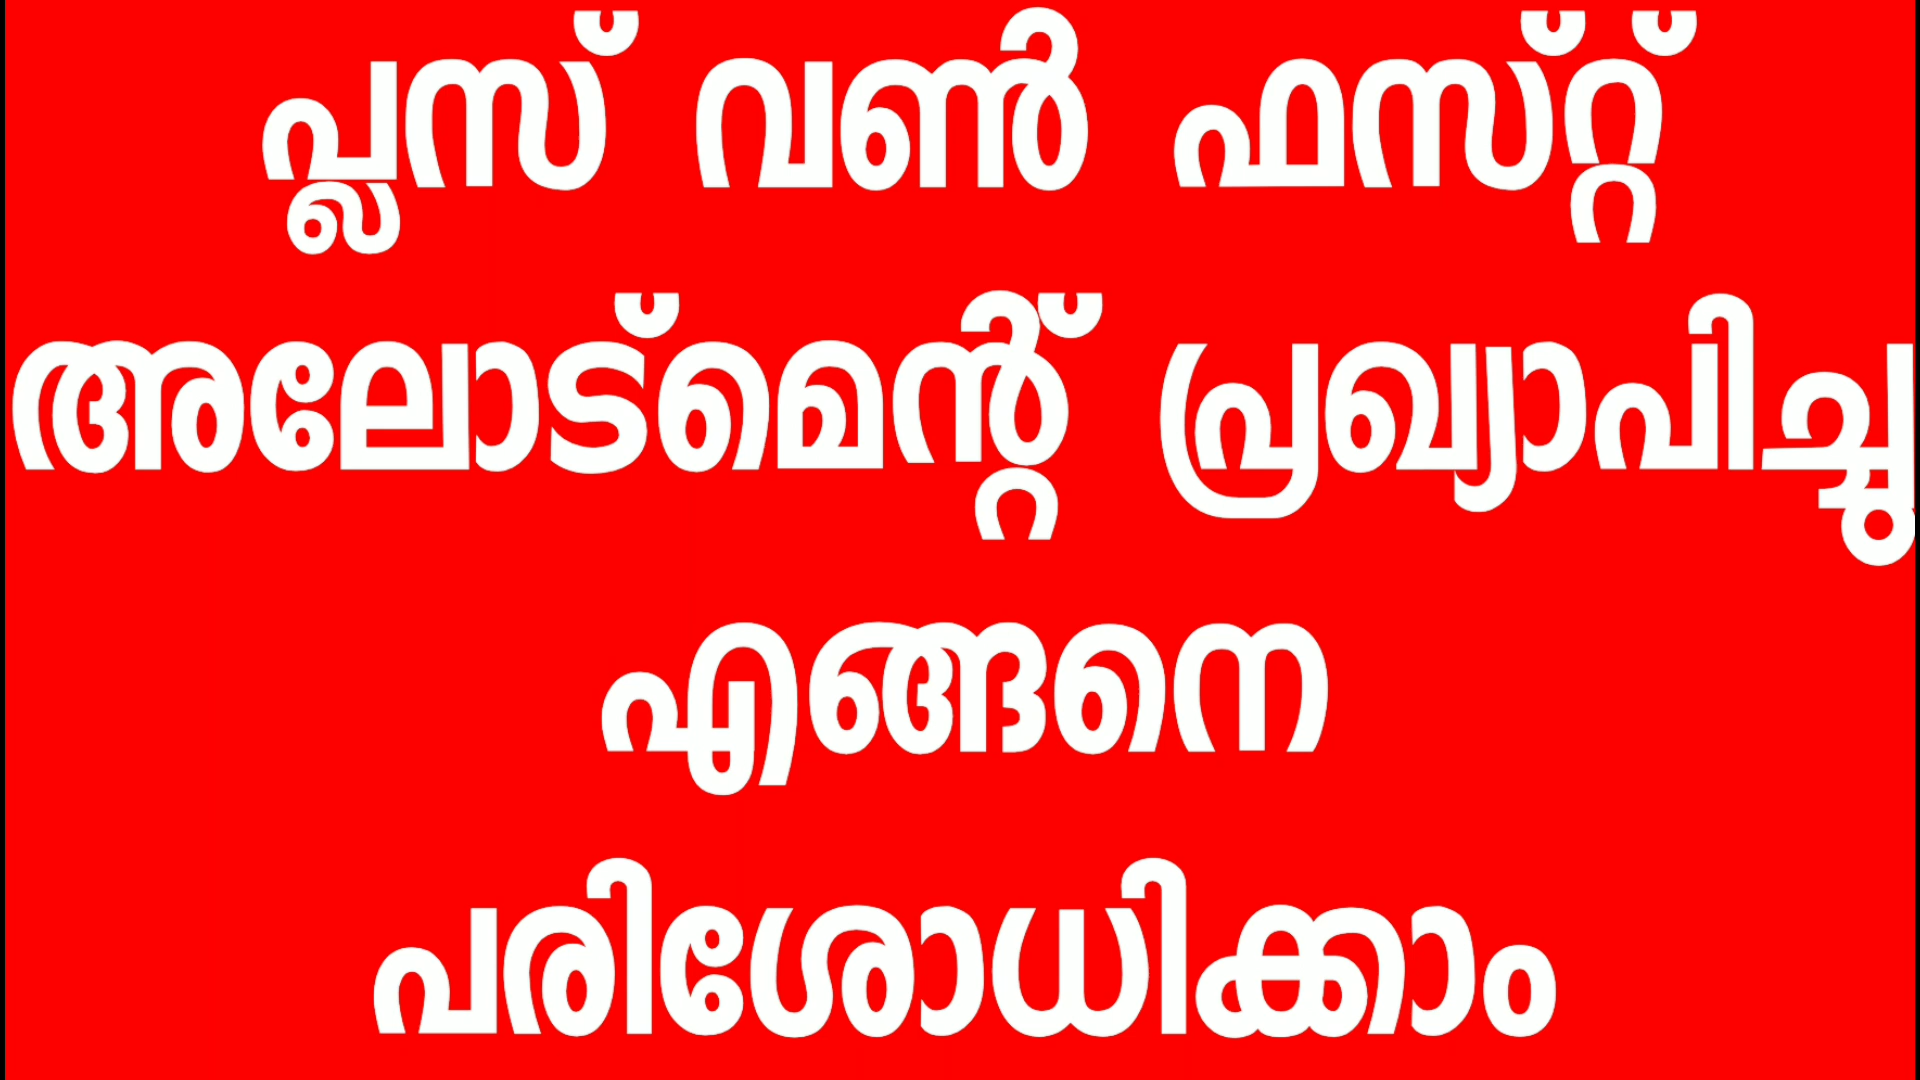 പ്ലസ് വൺ ഫസ്റ്റ്
അലോട്മെന്റ് പ്രഖ്യാപിച്ചു
എങ്ങനെ
പരിശോധിക്കാം